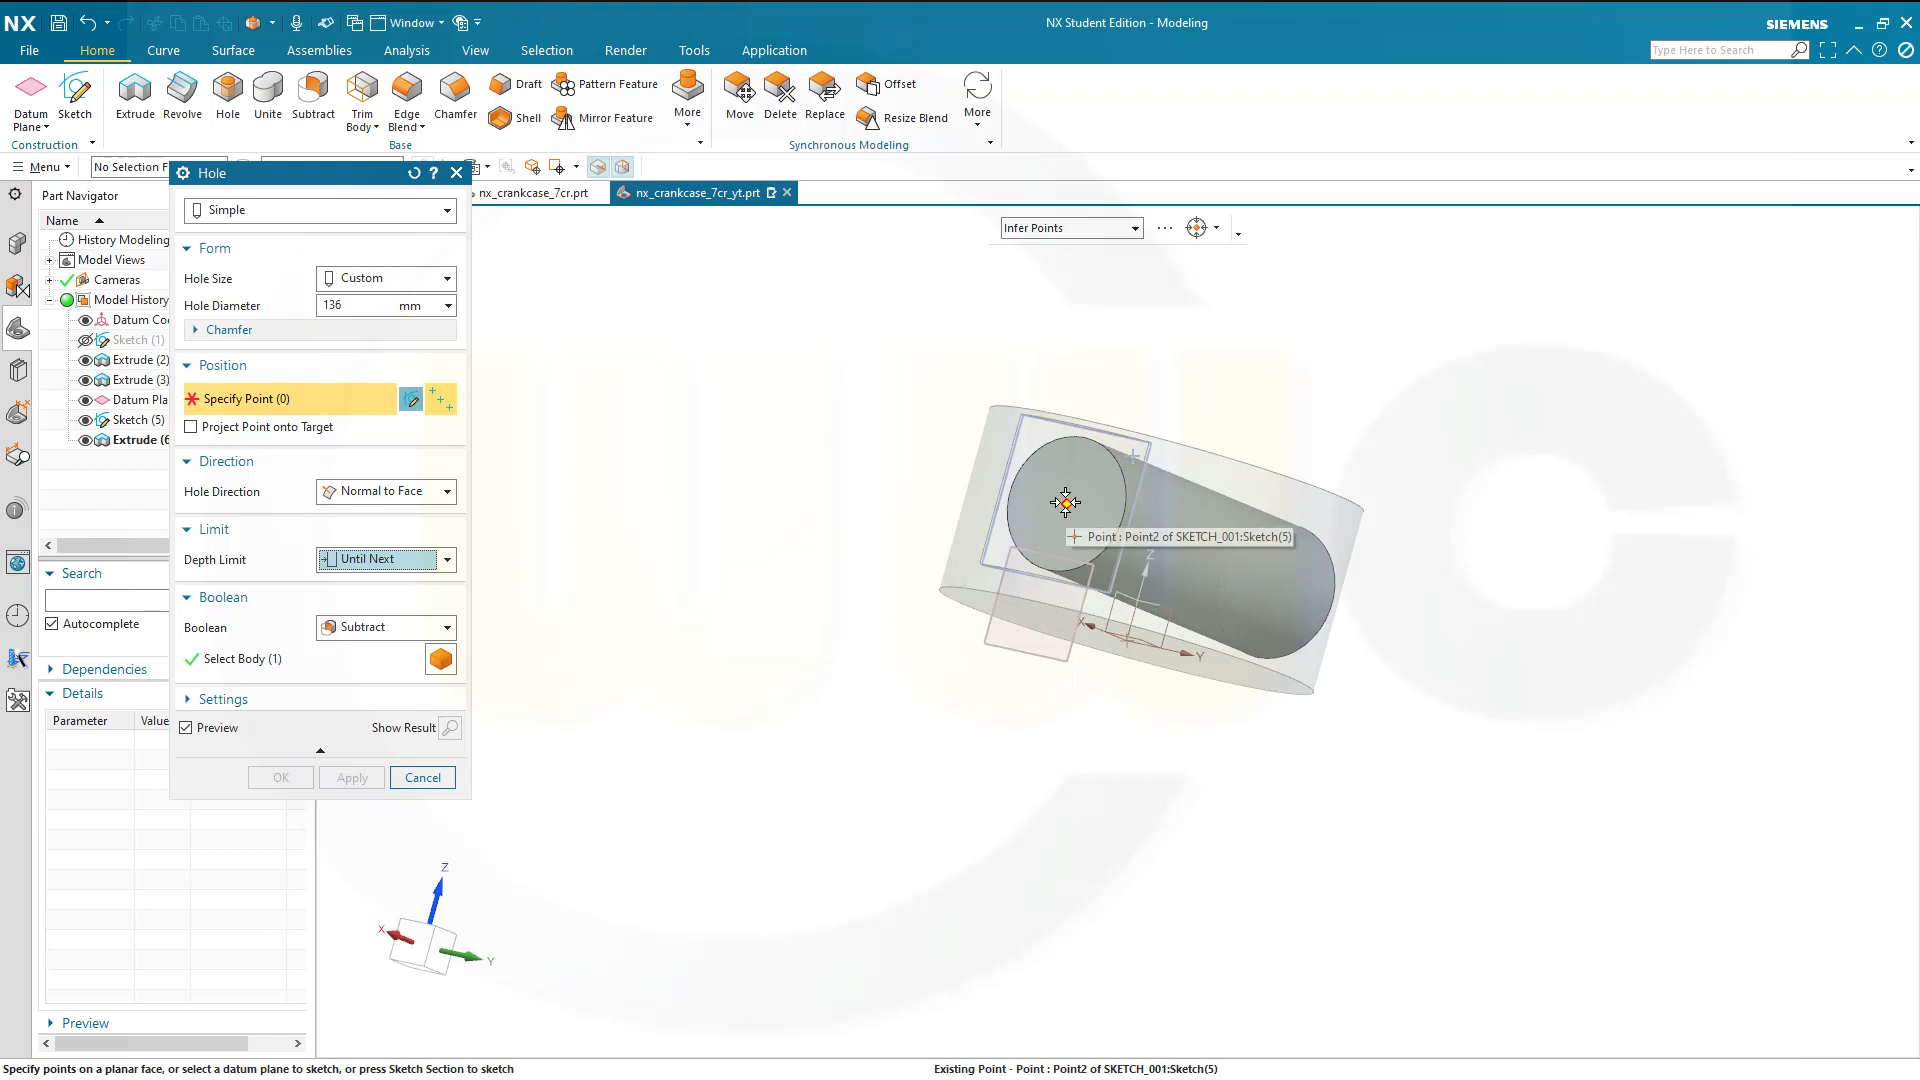 NX
Window
NX Student Edition - Modeling
SIEMENS
File
Home
Curve
Surface
Assemblies
Analysis
View
Selection
Render
Tools
Application
Type Here to Search
Datum
Plane
Sketch
Extrude
Revolve
Hole
Unite
Subtract
Trim
Body
Edge
Blend
Chamfer
Draft
Shell
Pattern Feature
Mirror Feature
More
Move
Delete
Replace
Offset
Resize Blend
More
Construction
Base
Synchronous Modeling
Menu
No Selection F
Hole
nx_crankcase_7cr.prt
nx_crankcase_7cr_yt.prt
Part Navigator
Name
History Modeling
Model Views
Cameras
Model History
Datum Coo
Sketch (1)
Extrude (2)
Extrude (3)
Datum Pla
Sketch (5)
Extrude (6
Search
Autocomplete
Dependencies
Details
Parameter
Value
Preview
Simple
Form
Hole Size
Custom
Hole Diameter
136
mm
Chamfer
Position
Specify Point (0)
Project Point onto Target
Direction
Hole Direction
Normal to Face
Limit
Depth Limit
Until Next
Boolean
Boolean
Subtract
Select Body (1)
Settings
Preview
Show Result
OK
Apply
Cancel
Infer Points
Point : Point2 of SKETCH_001:Sketch(5)
Z
X
Y
Z
X
Y
Specify points on a planar face, or select a datum plane to sketch, or press Sketch Section to sketch
Existing Point - Point : Point2 of SKETCH_001:Sketch(5)